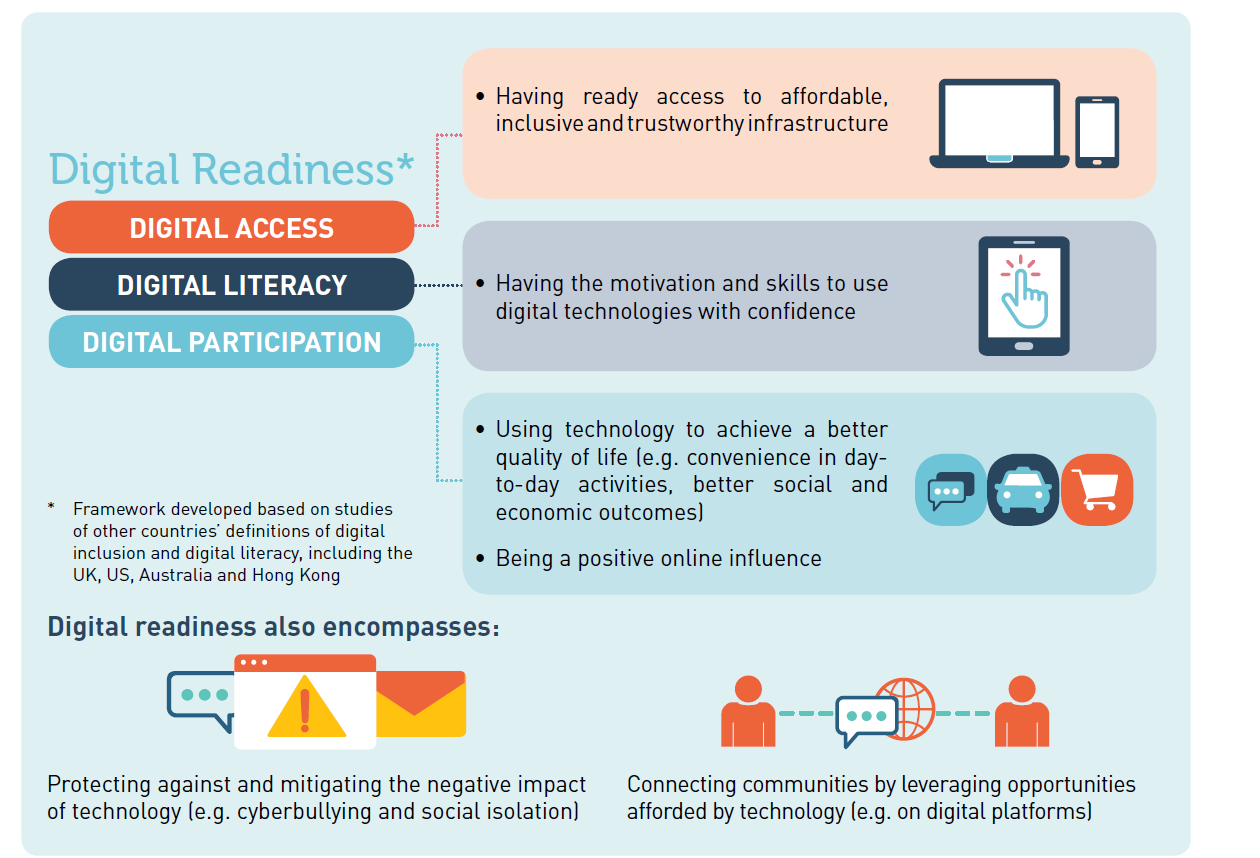 Digital Readiness*
DIGITAL ACCESS
DIGITAL LITERACY
DIGITAL PARTICIPATION
• Having ready access to affordable,
inclusive and trustworthy infrastructure
• Having the motivation and skills to use
digital technologies with confidence
• Using technology to achieve a better
quality of life (e.g. convenience in day-
to-day activities, better social and
economic outcomes)
• Being a positive online influence
* Framework developed based on studies
of other countries’ definitions of digital
inclusion and digital literacy, including the
UK, US, Australia and Hong Kong
Digital readiness also encompasses:
Protecting against and mitigating the negative impact
of technology (e.g. cyberbullying and social isolation)
Connecting communities by leveraging opportunities
afforded by technology (e.g. on digital platforms)